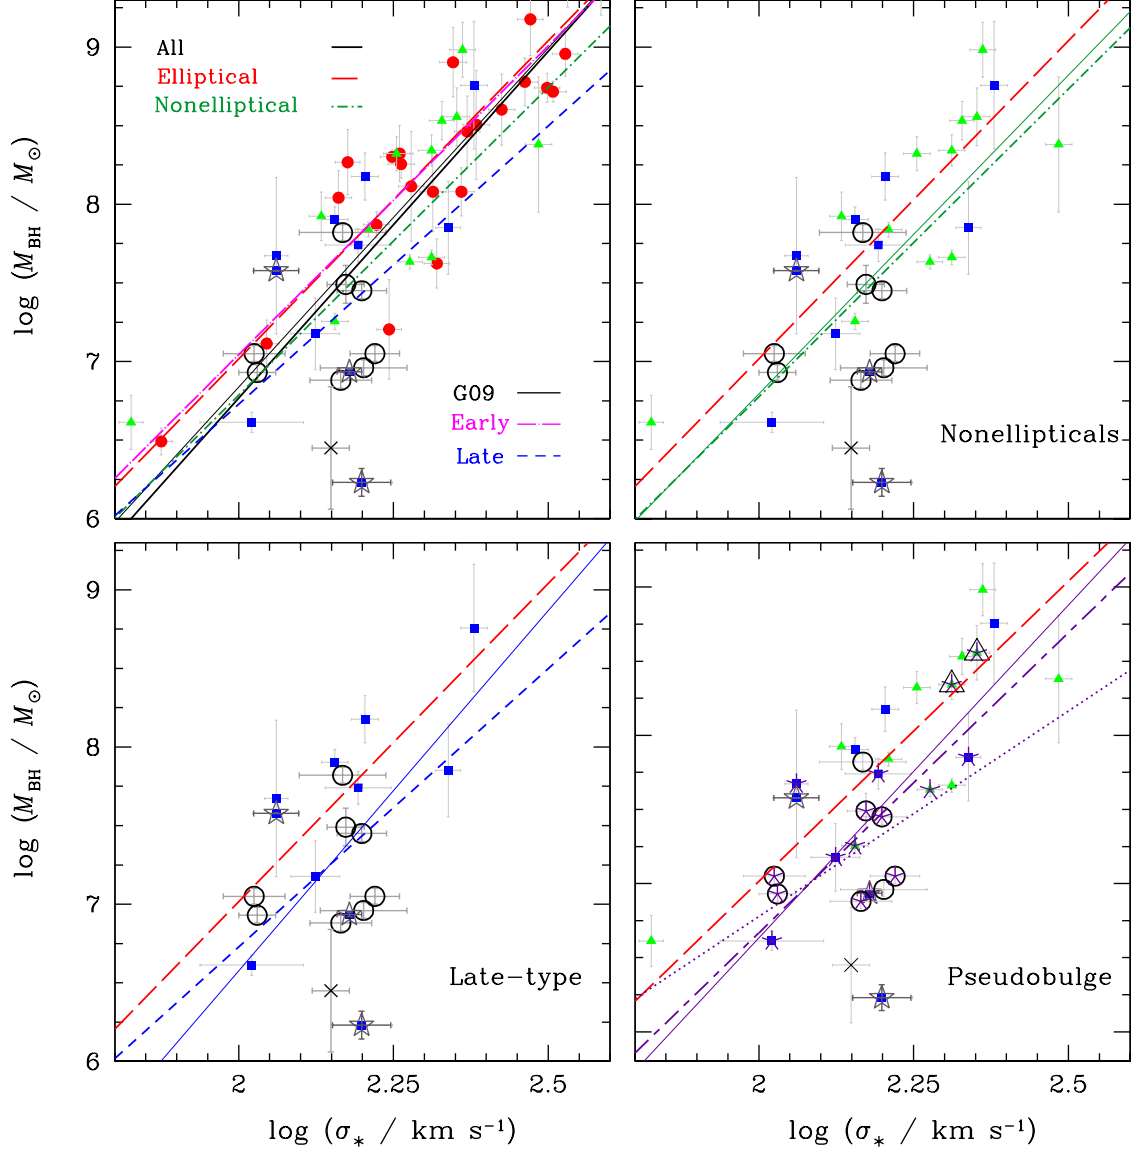 All
Elliptical
Nonelliptical
G09
Early
Late
9
8
7
6
log (M_BH / M_⊙)
Nonellipticals
9
8
7
6
log (M_BH / M_⊙)
Late-type
2 2.25 2.5
log (σ_* / km s⁻¹)
Pseudobulge
2 2.25 2.5
log (σ_* / km s⁻¹)